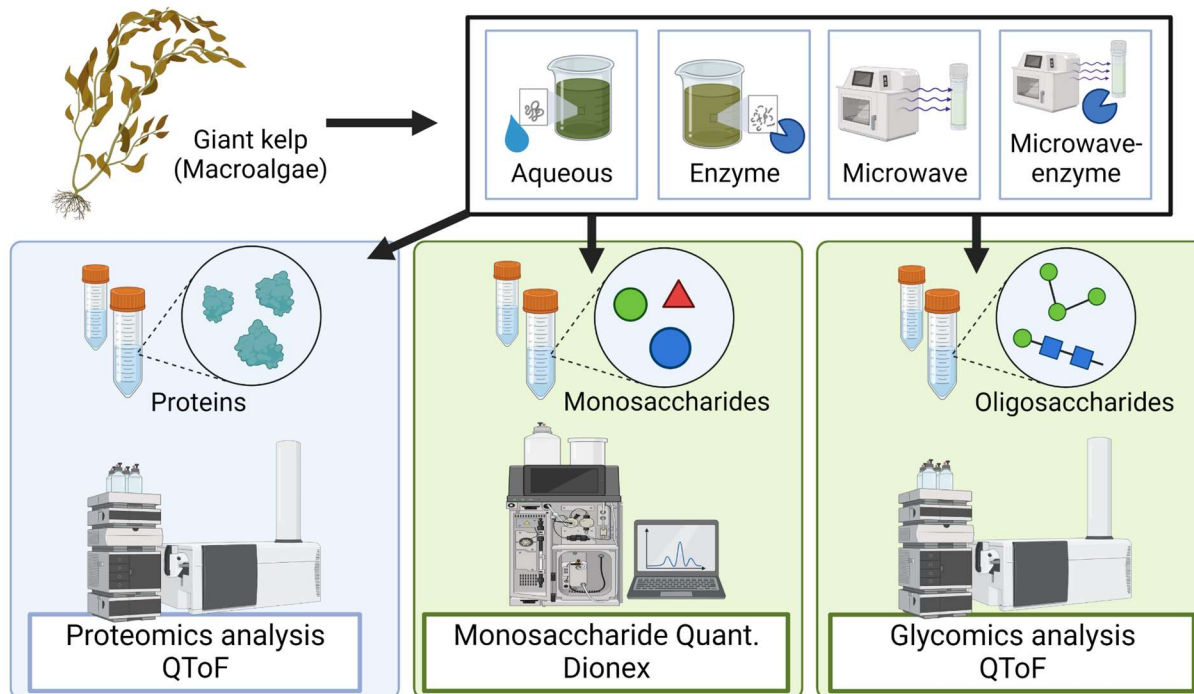 Giant kelp
(Macroalgae)
Aqueous
Enzyme
Microwave
Microwave-
enzyme
Proteins
Monosaccharides
Oligosaccharides
Proteomics analysis
QToF
Monosaccharide Quant.
Dionex
Glycomics analysis
QToF